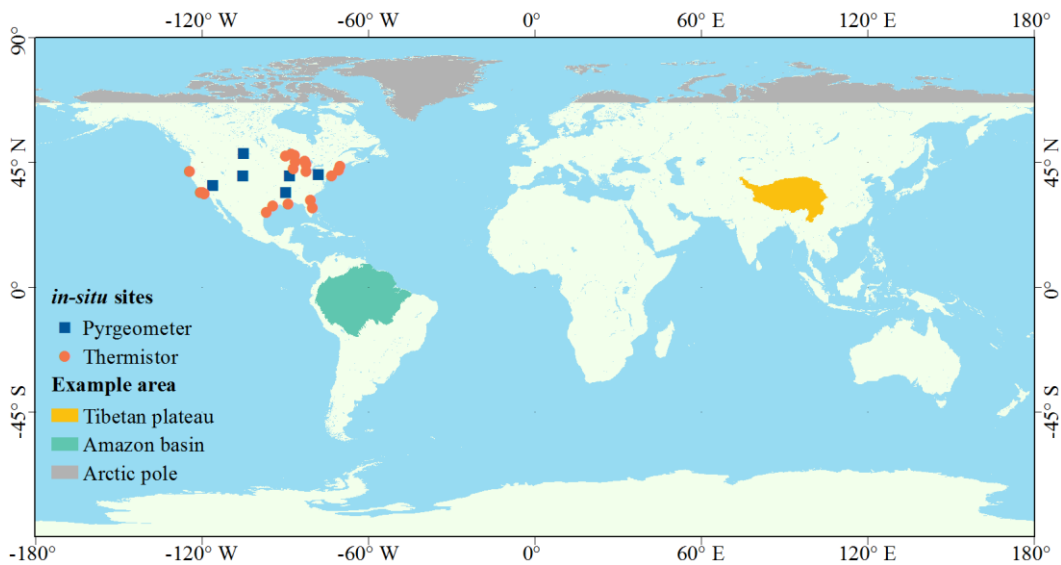 -120° W -60° W 0° 60° E 120° E 180°
90°
45° N 45° N
0° 0°
-45° S -45° S
in-situ sites
Pyrgeometer
Thermistor
Example area
Tibetan plateau
Amazon basin
Arctic pole
-180° -120° W -60° W 0° 60° E 120° E 180°